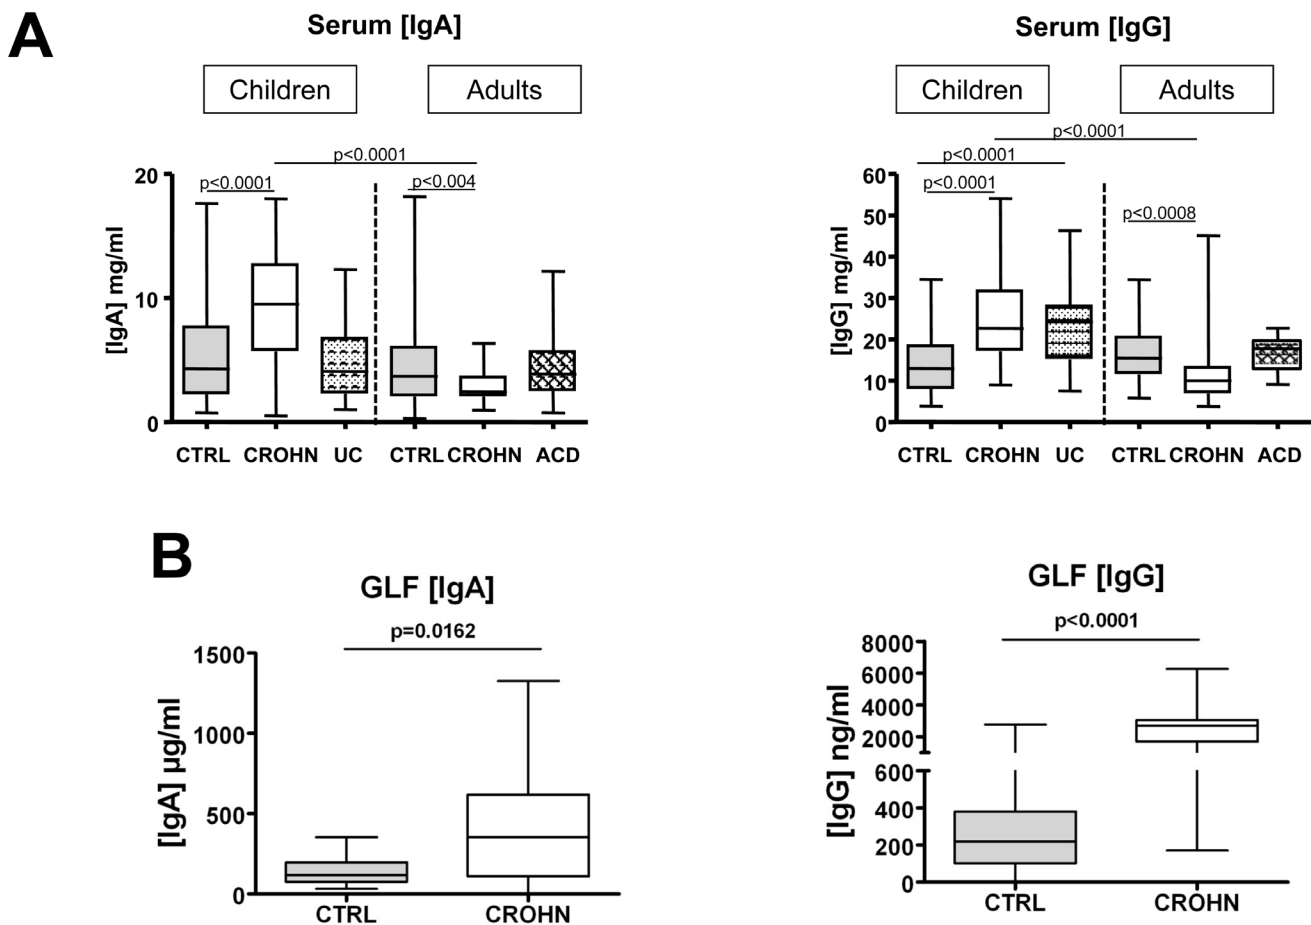 A
Serum [IgA]
Children
Adults
p<0.0001
p<0.0001
p<0.004
[IgA] mg/ml
20
10
0
CTRL CROHN UC CTRL CROHN ACD
Serum [IgG]
Children
Adults
p<0.0001
p<0.0001
p<0.0001
p<0.0008
[IgG] mg/ml
60
50
40
30
20
10
0
CTRL CROHN UC CTRL CROHN ACD
B
GLF [IgA]
p=0.0162
[IgA] µg/ml
1500
1000
500
0
CTRL CROHN
GLF [IgG]
p<0.0001
[IgG] ng/ml
8000
6000
4000
2000
600
400
200
0
CTRL CROHN